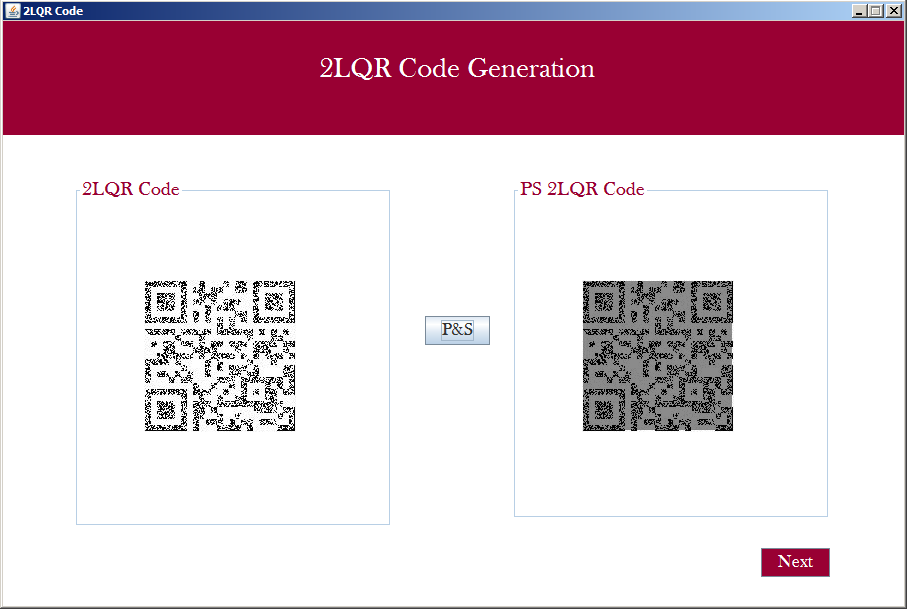 2LQR Code
2LQR Code Generation
2LQR Code
PS 2LQR Code
P&S
Next